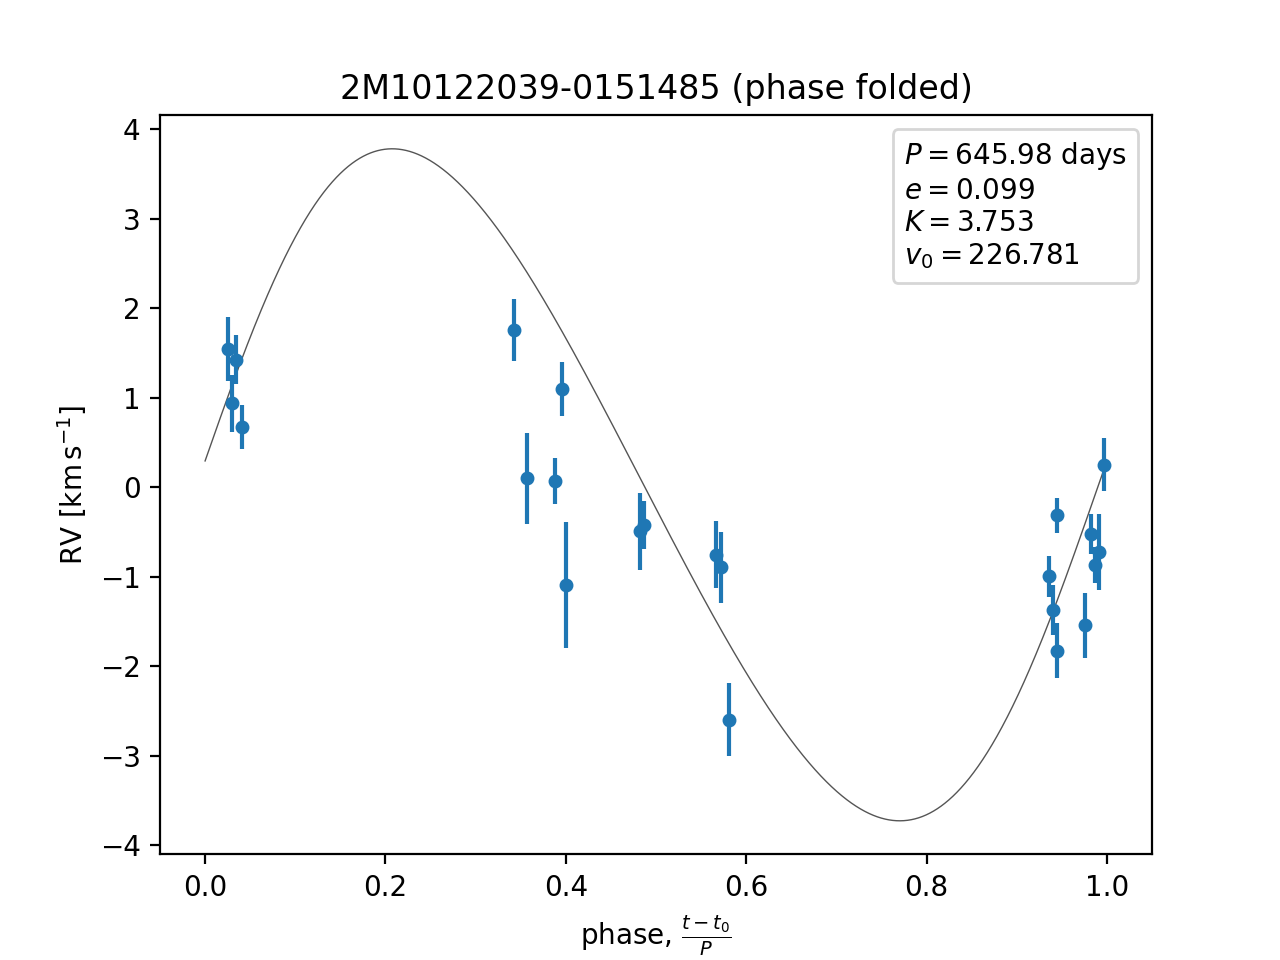 2M10122039-0151485 (phase folded)
P = 645.98 days
e = 0.099
K = 3.753
v₀ = 226.781
4
3
2
1
0
−1
−2
−3
−4
RV [km s⁻¹]
0.0 0.2 0.4 0.6 0.8 1.0
phase, (t − t₀)/P